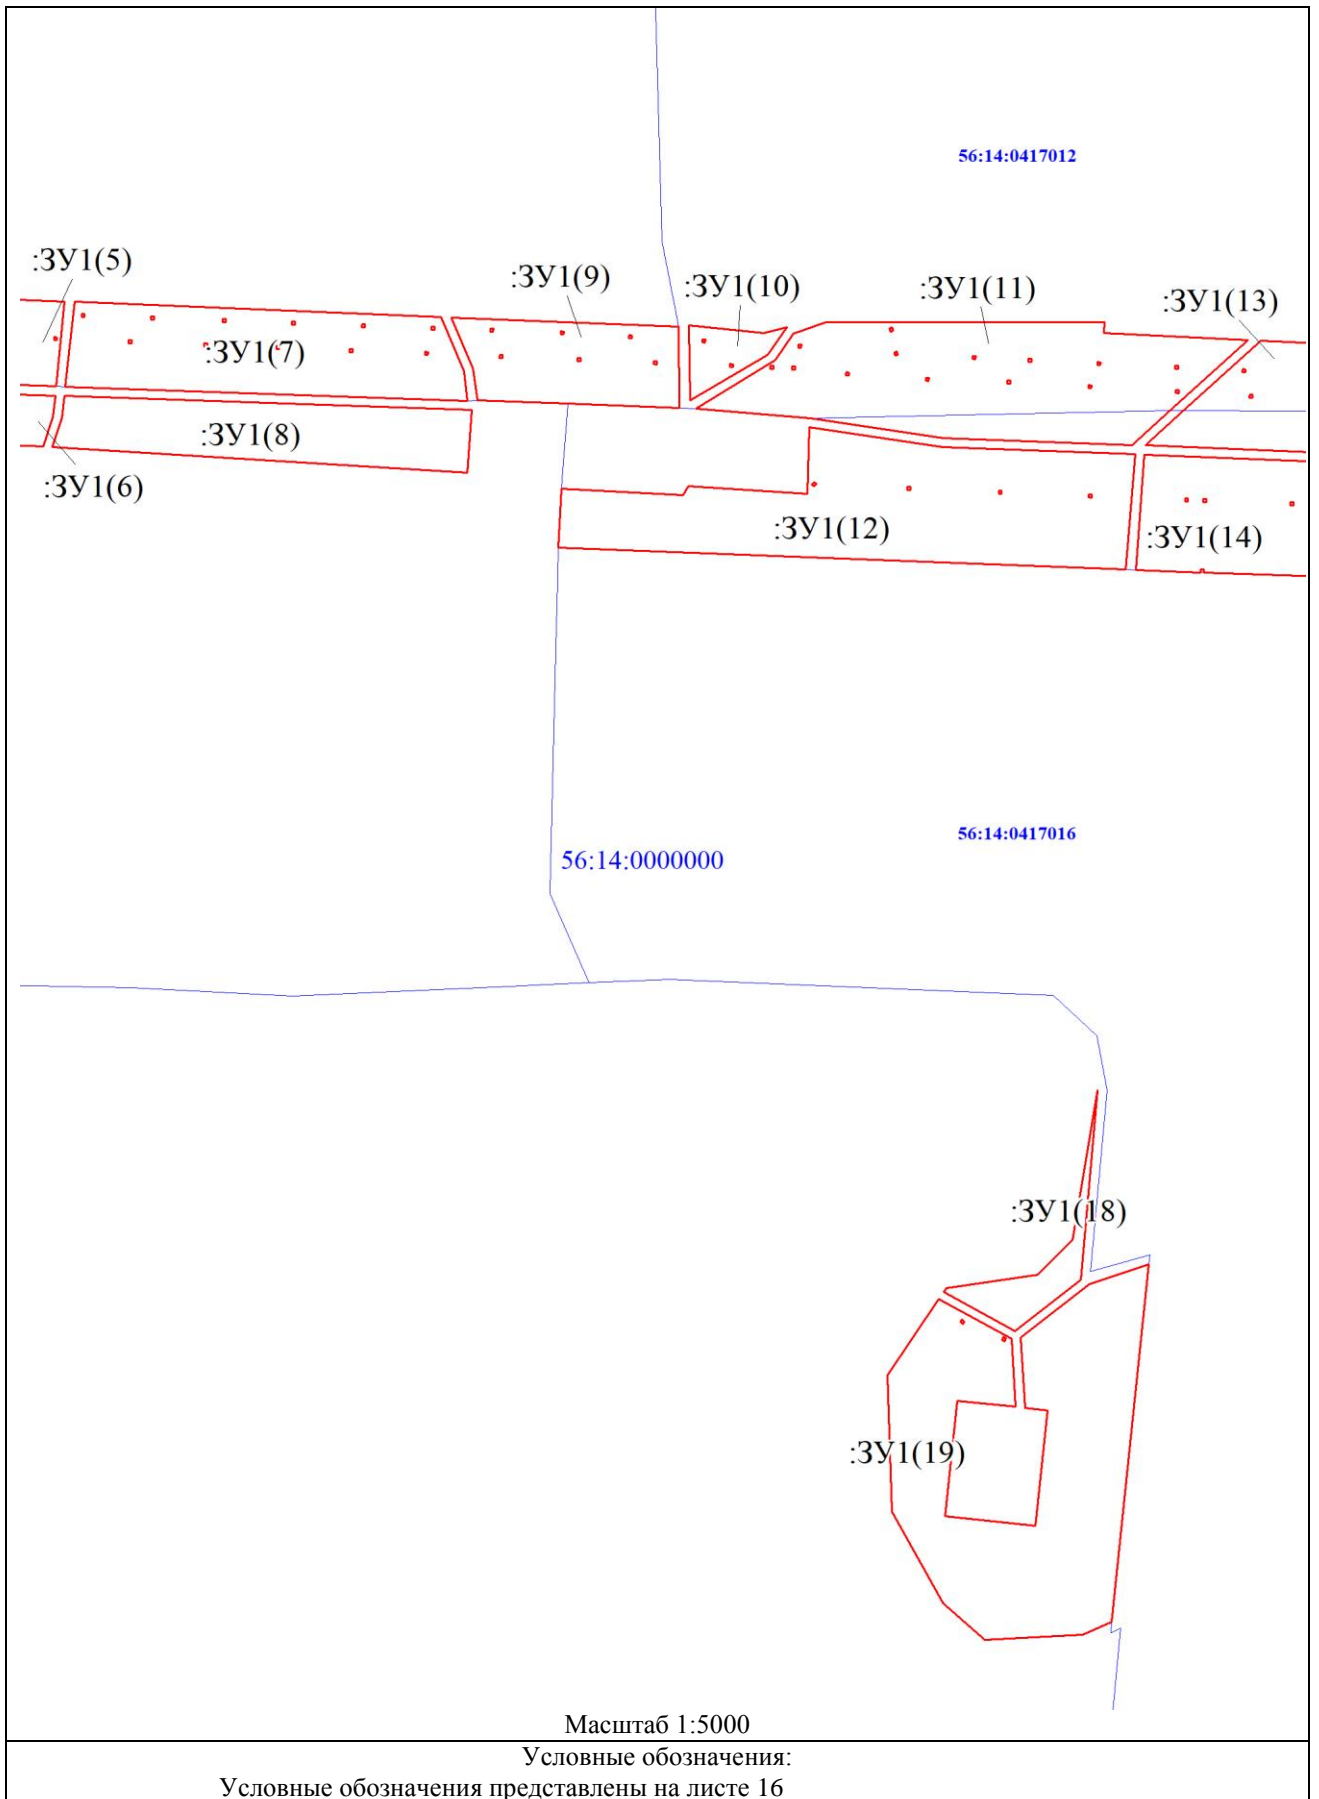 56:14:0417012
:ЗУ1(5)
:ЗУ1(9)
:ЗУ1(10)
:ЗУ1(11)
:ЗУ1(13)
:ЗУ1(7)
:ЗУ1(8)
:ЗУ1(6)
:ЗУ1(12)
:ЗУ1(14)
56:14:0417016
56:14:0000000
:ЗУ1(18)
:ЗУ1(19)
Масштаб 1:5000
Условные обозначения:
Условные обозначения представлены на листе 16